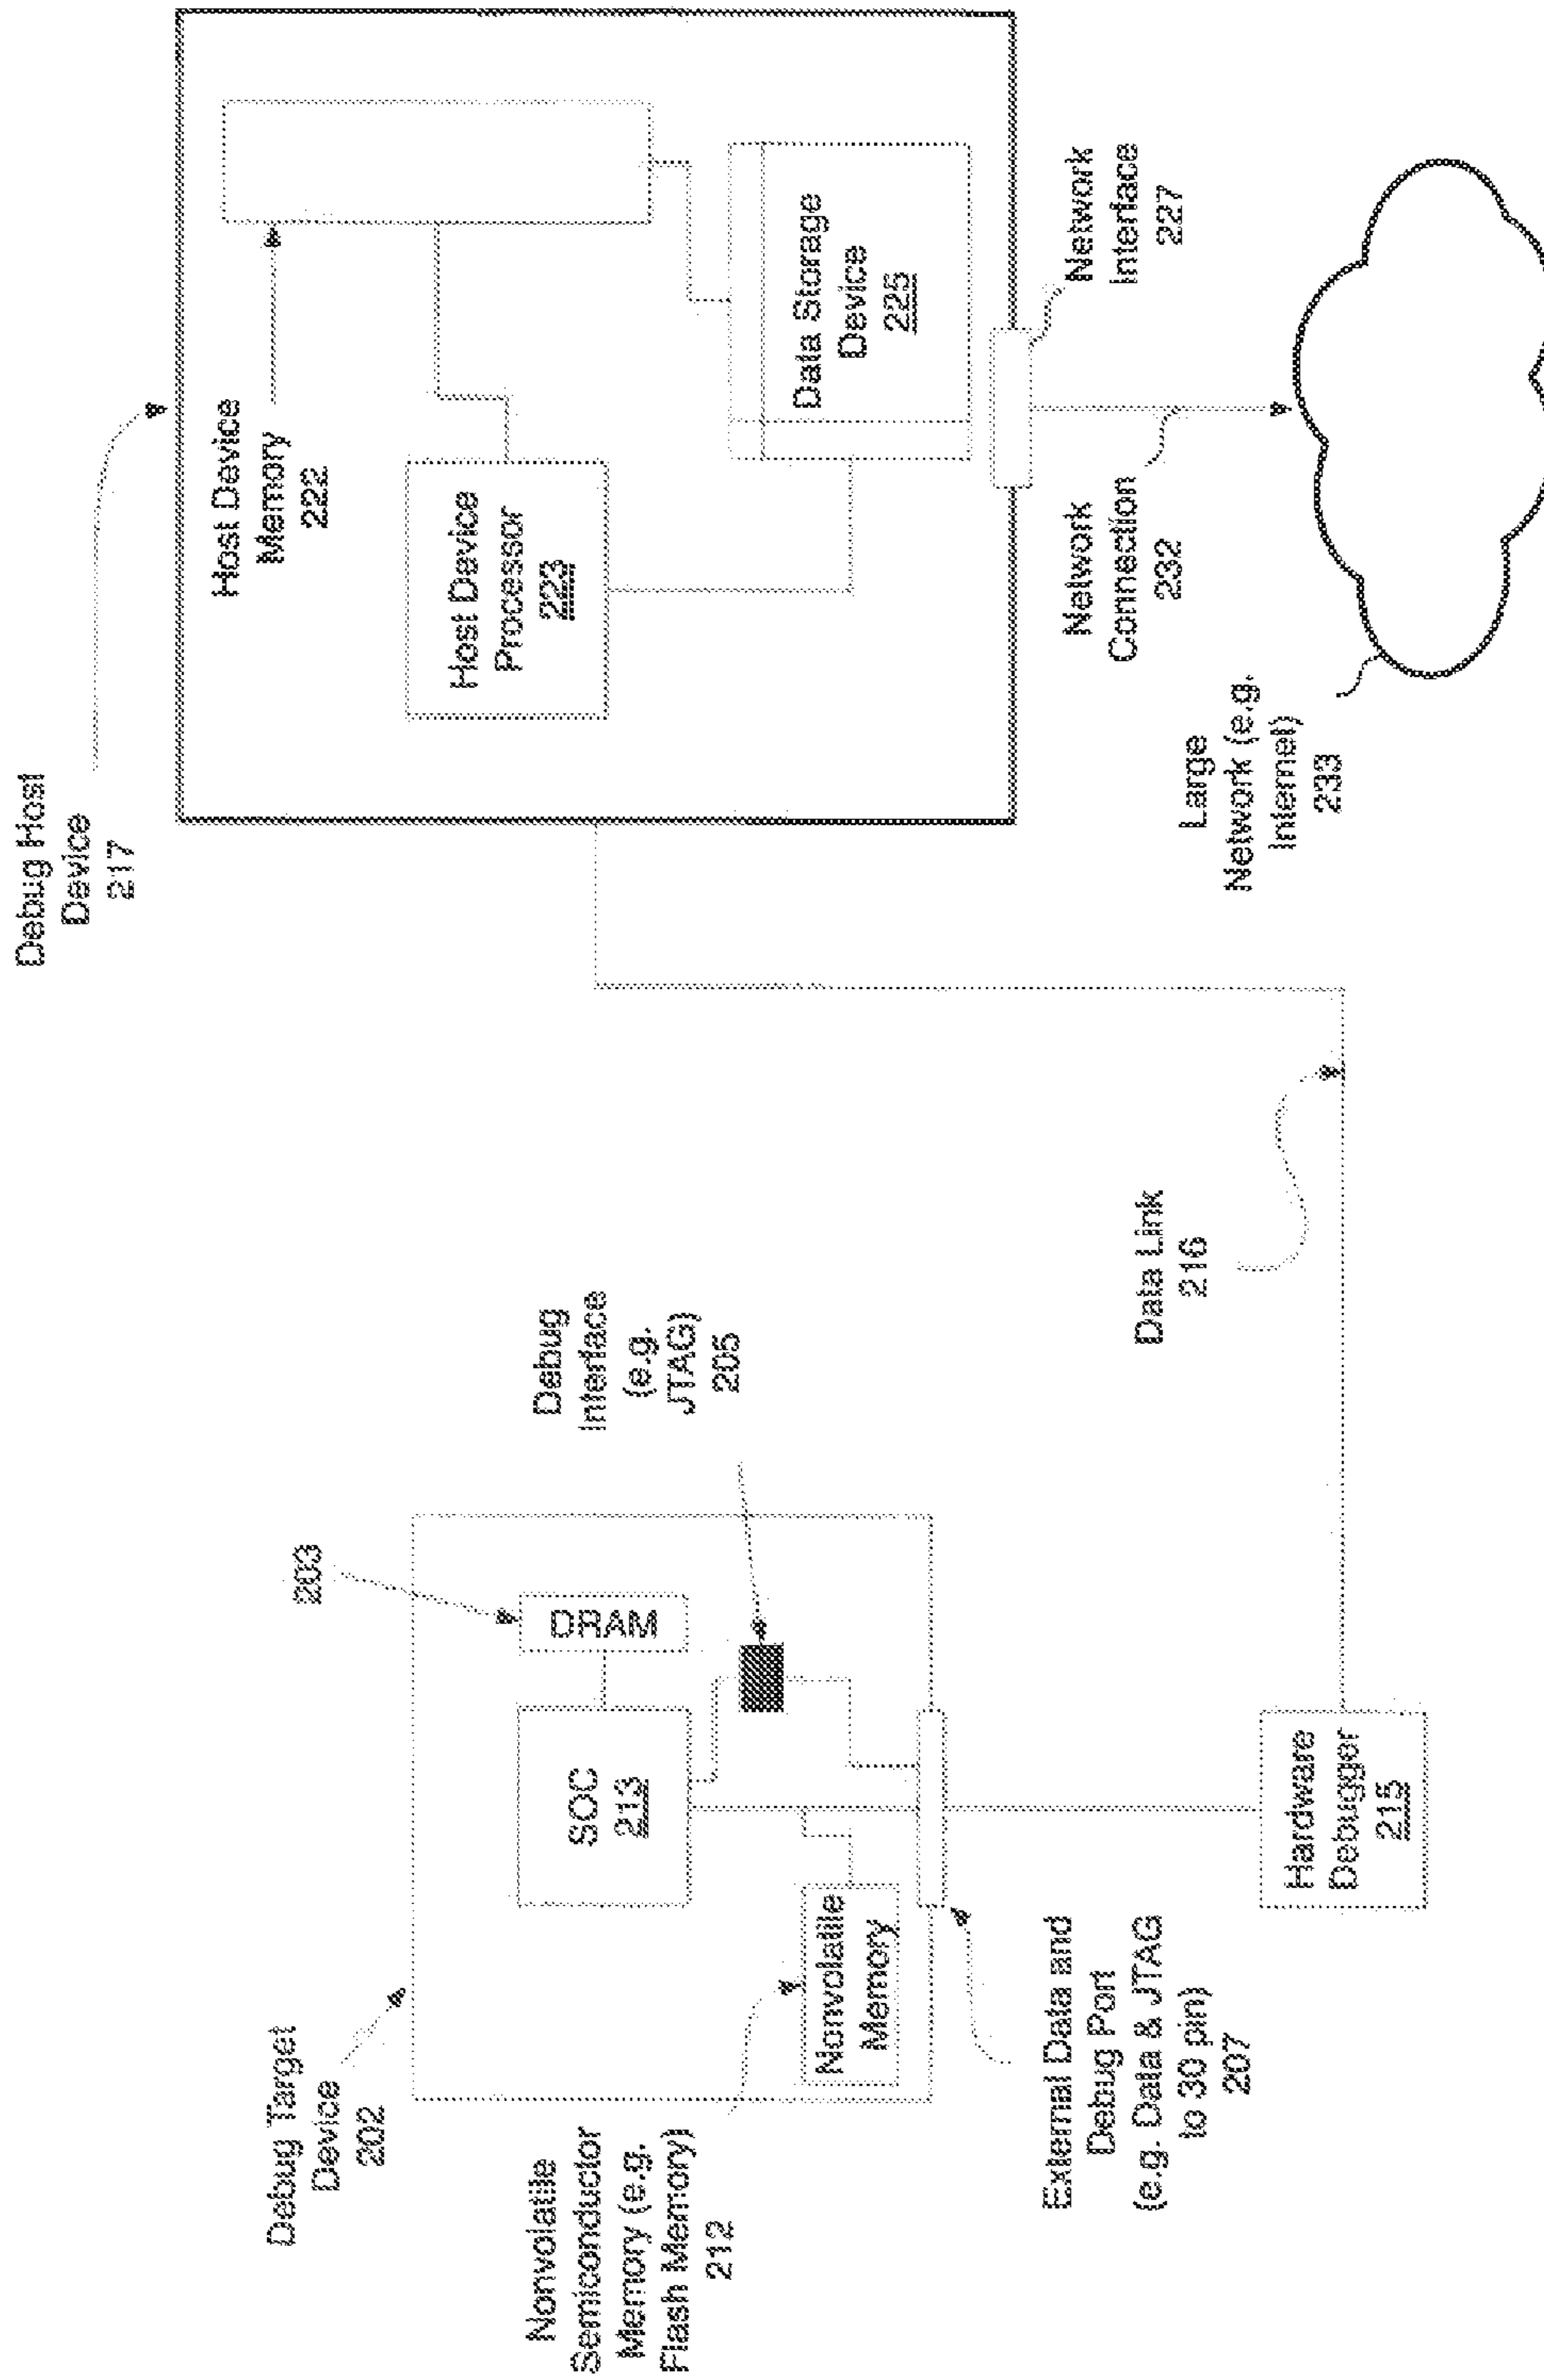 Debug Target
Device
202
Nonvolatile
Semiconductor
Memory (e.g.
Flash Memory)
212
203
DRAM
SOC
213
Nonvolatile
Memory
Debug
Interface
(e.g.
JTAG)
205
External Data and
Debug Port
(e.g. Data & JTAG
to 30 pin)
207
Hardware
Debugger
215
Data Link
216
Debug Host
Device
217
Host Device
Memory
222
Host Device
Processor
223
Data Storage
Device
225
Network
Interface
227
Network
Connection
232
Large
Network (e.g.
Internet)
233